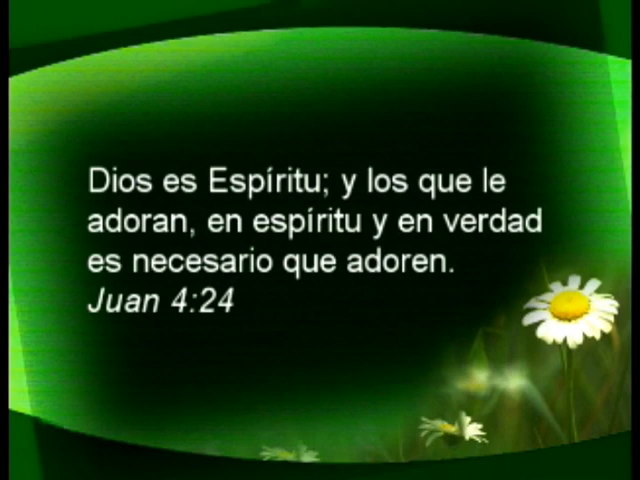 Dios es Espíritu; y los que le
adoran, en espíritu y en verdad
es necesario que adoren.
Juan 4:24